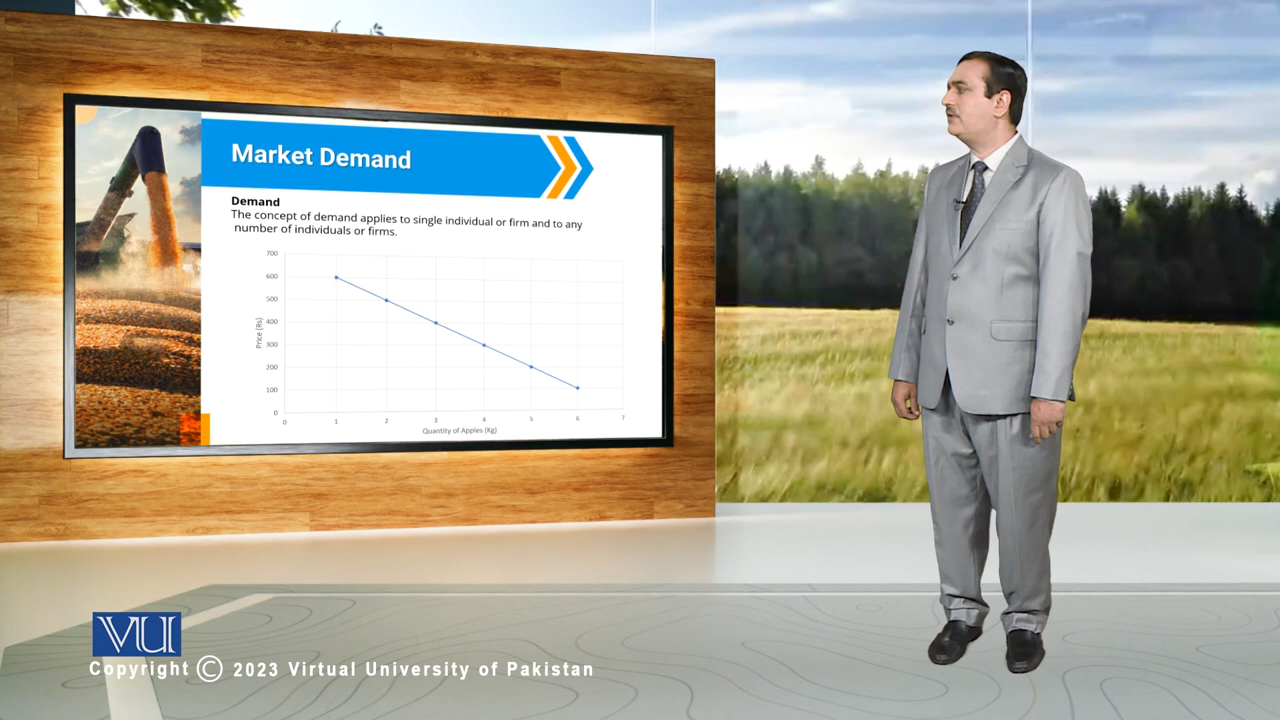 Market Demand
Demand
The concept of demand applies to single individual or firm and to any
number of individuals or firms.
700
600
500
400
300
200
100
0
Price (Rs)
0 1 2 3 4 5 6 7
Quantity of Apples (Kg)
VU
Copyright © 2023 Virtual University of Pakistan